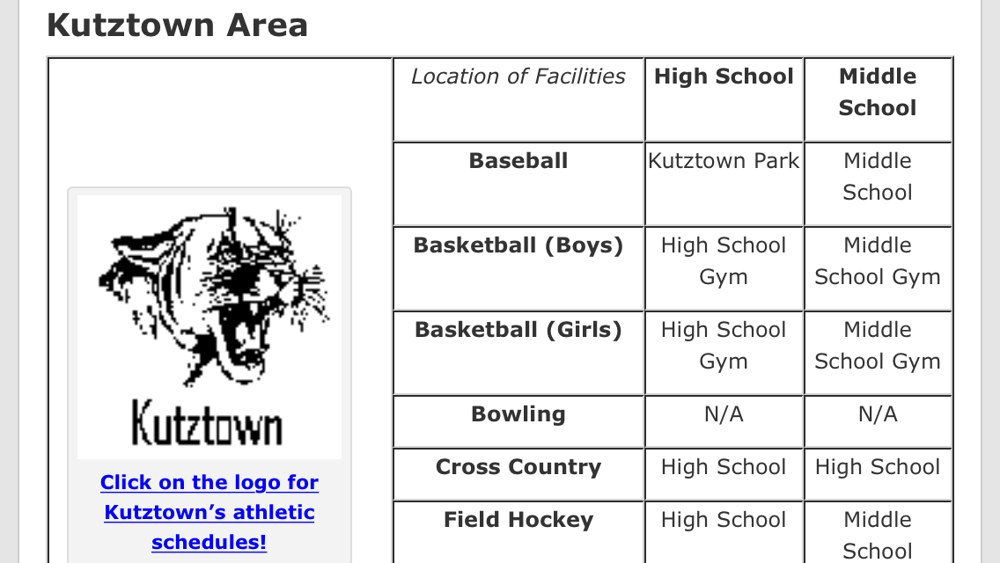 Kutztown Area
Location of Facilities
High School
Middle
School
Baseball
Kutztown Park
Middle
School
Basketball (Boys)
High School
Gym
Middle
School Gym
Basketball (Girls)
High School
Gym
Middle
School Gym
Bowling
N/A
N/A
Cross Country
High School
High School
Field Hockey
High School
Middle
School
Kutztown
Click on the logo for
Kutztown’s athletic
schedules!